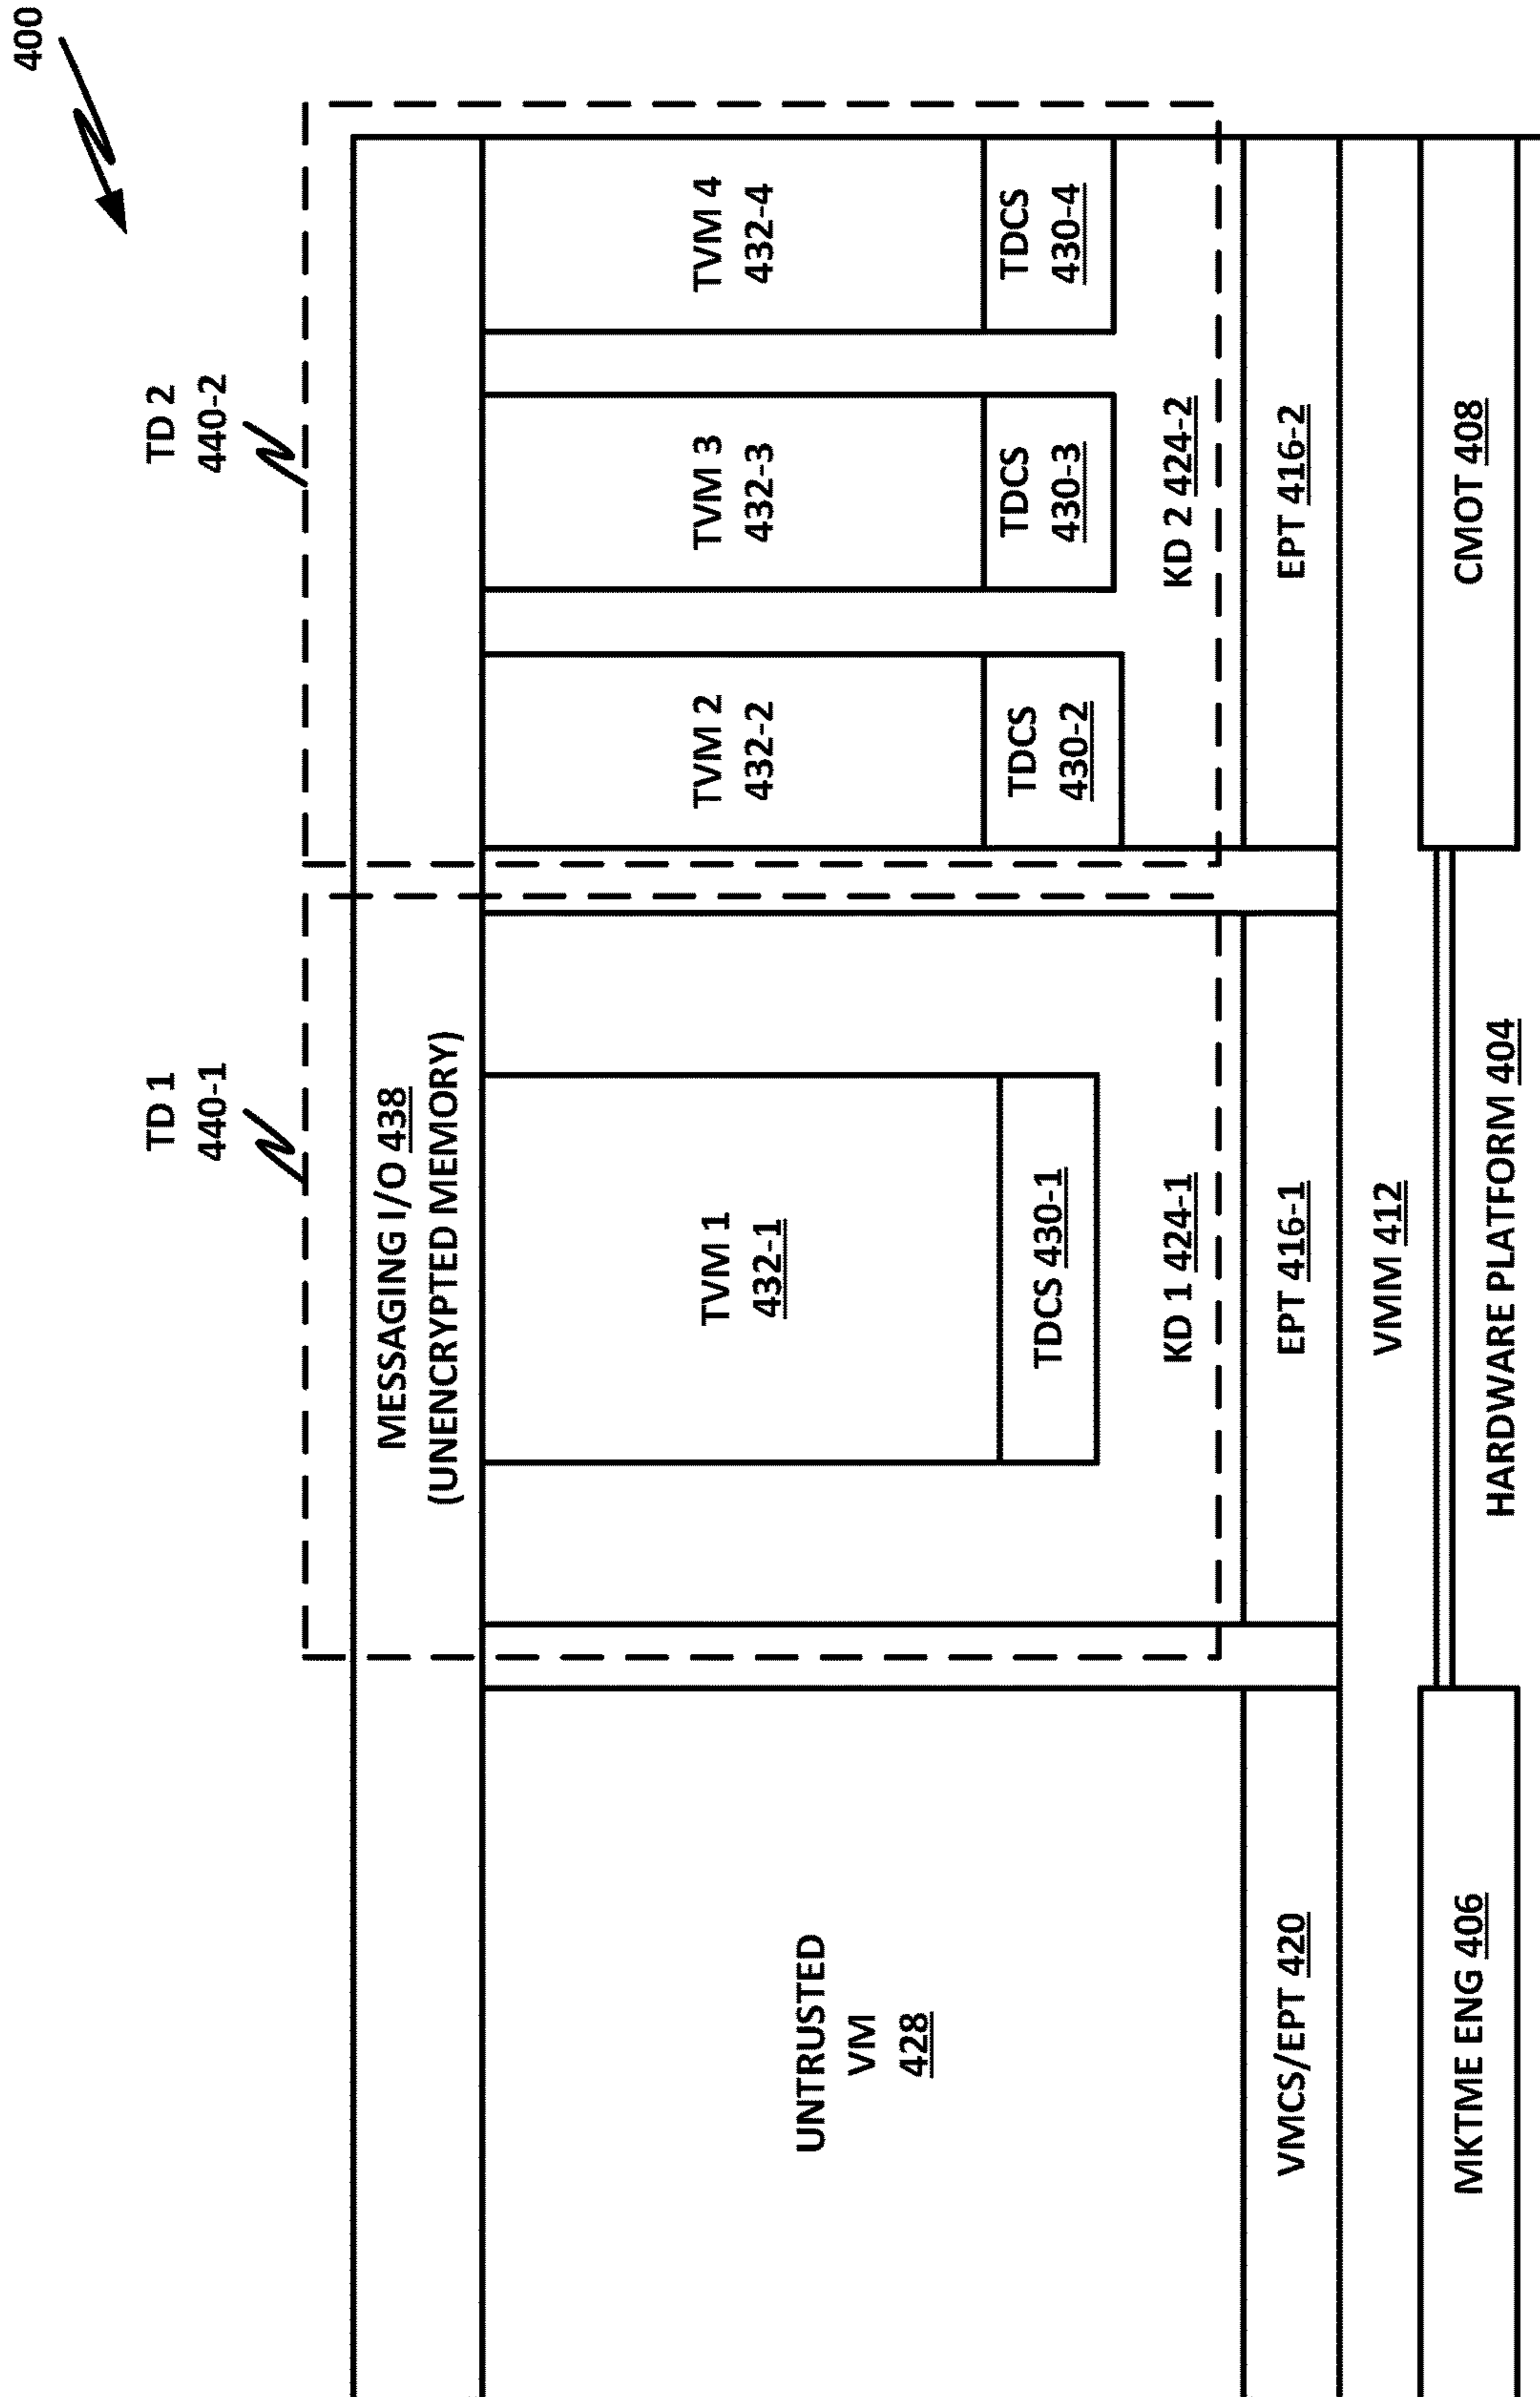 400
TD 1
440-1
TD 2
440-2
MESSAGING I/O 438
(UNENCRYPTED MEMORY)
UNTRUSTED
VM
428
TVM 1
432-1
TVM 2
432-2
TVM 3
432-3
TVM 4
432-4
TDCS 430-1
TDCS
430-2
TDCS
430-3
TDCS
430-4
KD 1 424-1
KD 2 424-2
VMCS/EPT 420
EPT 416-1
EPT 416-2
VMM 412
MKTME ENG 406
HARDWARE PLATFORM 404
CMOT 408